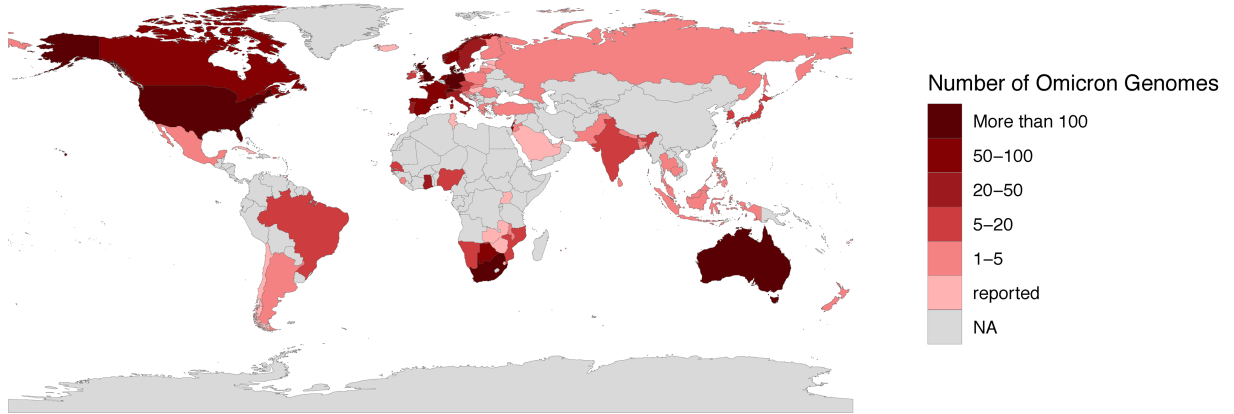 Number of Omicron Genomes
More than 100
50−100
20−50
5−20
1−5
reported
NA